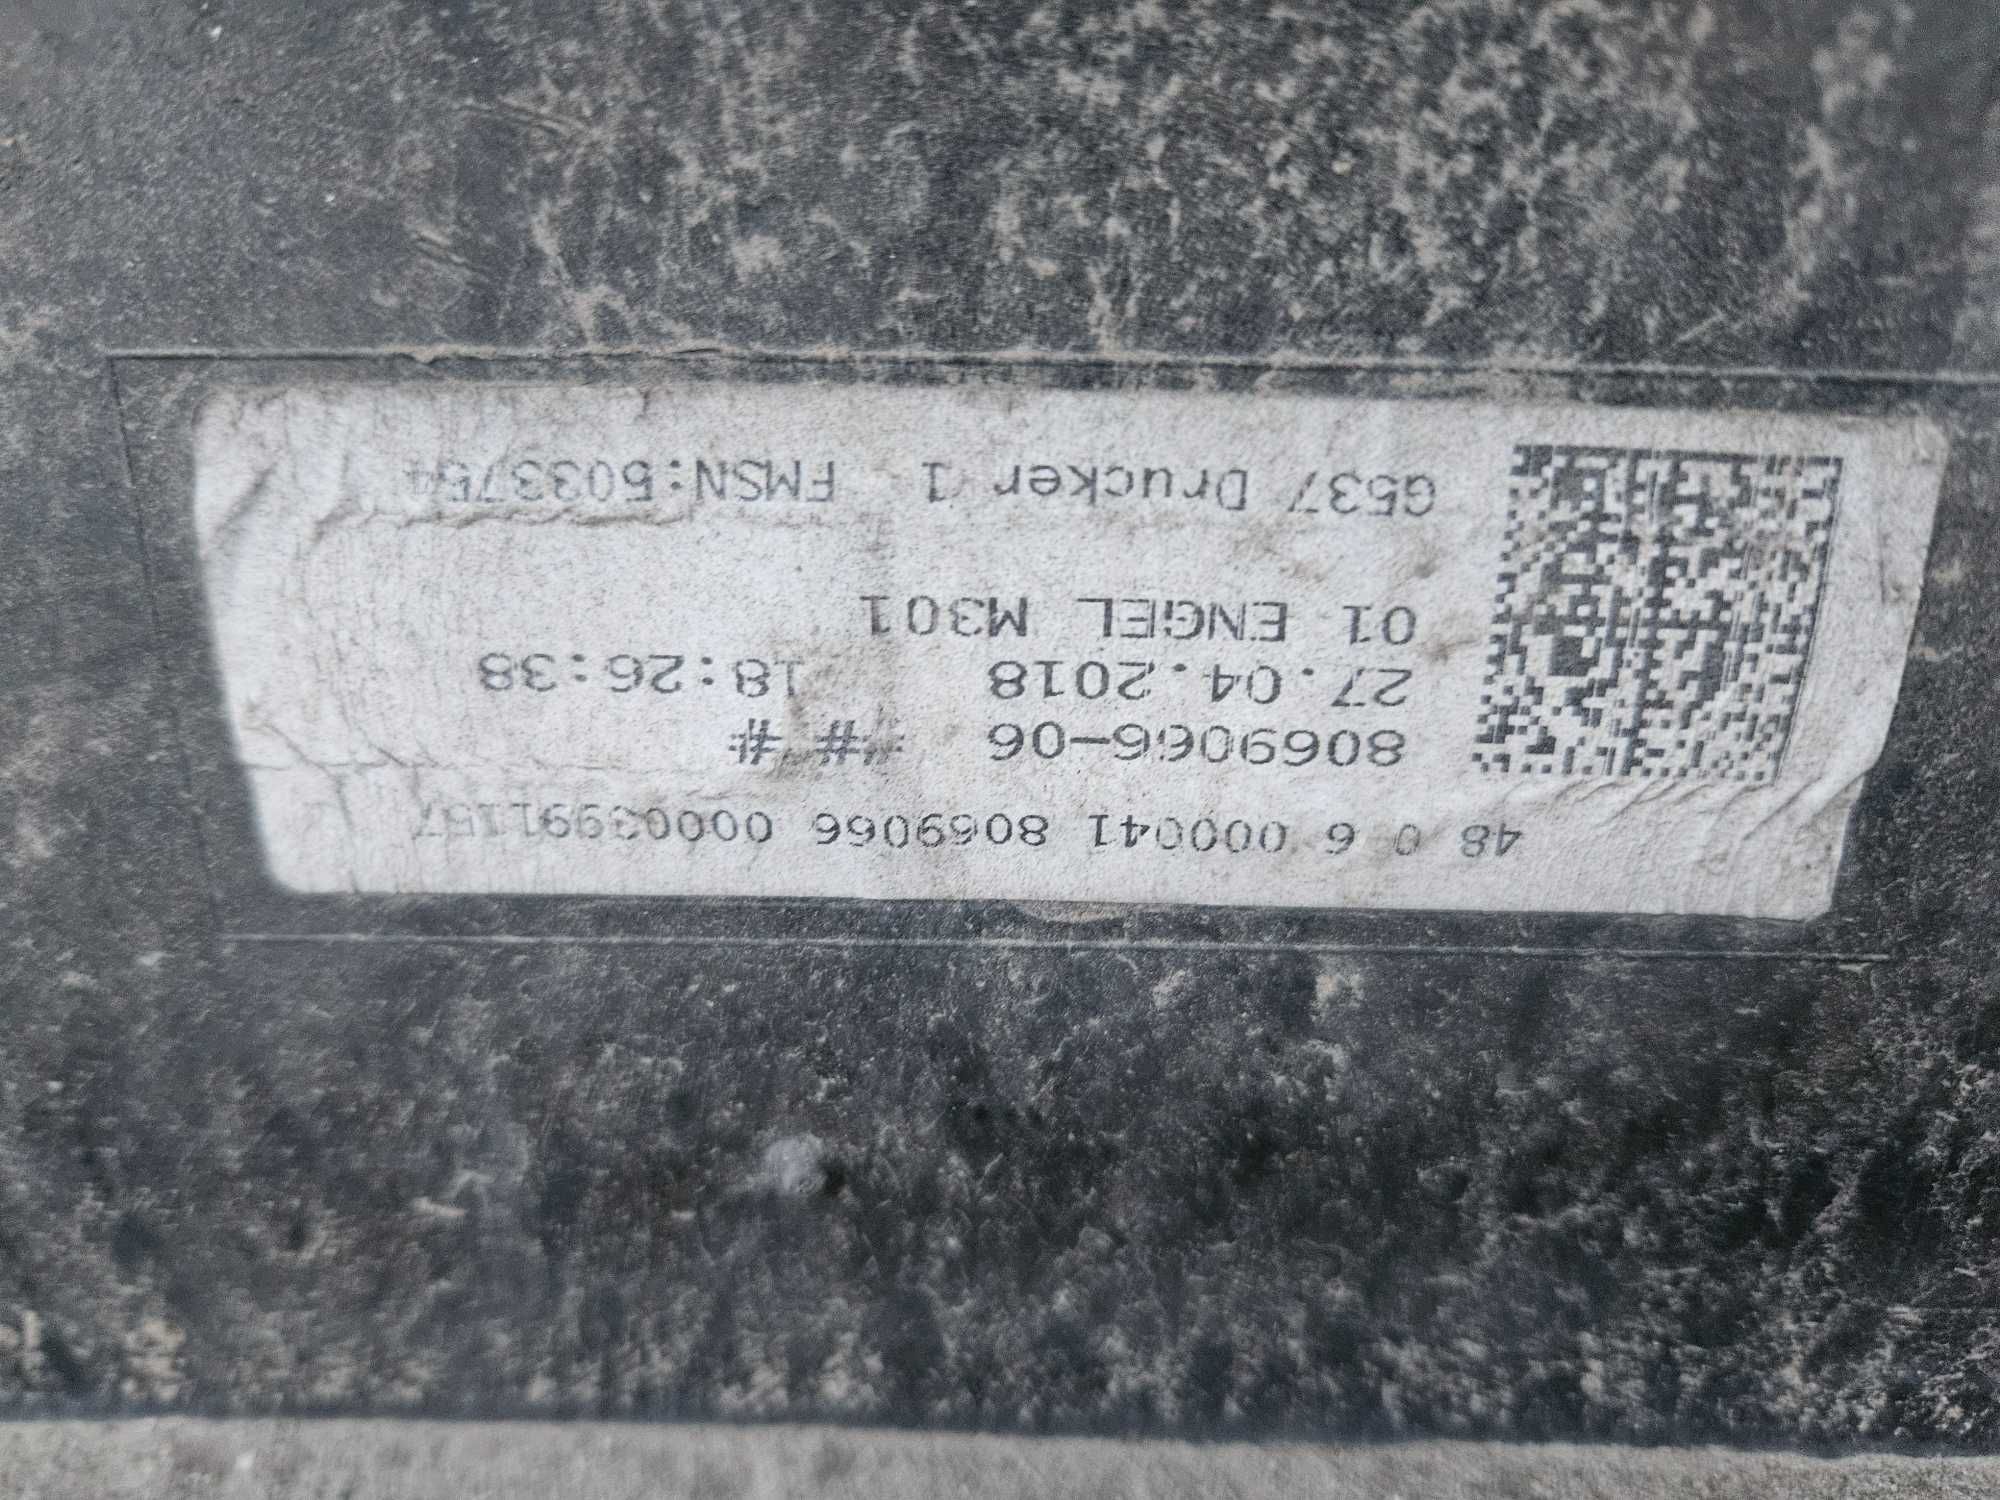 48 0 6 000041 8069066 00003991157
8069066-06 # # #
27.04.2018 18:26:38
01 ENGEL M301
G537 Drucker 1 FMSN:5033754